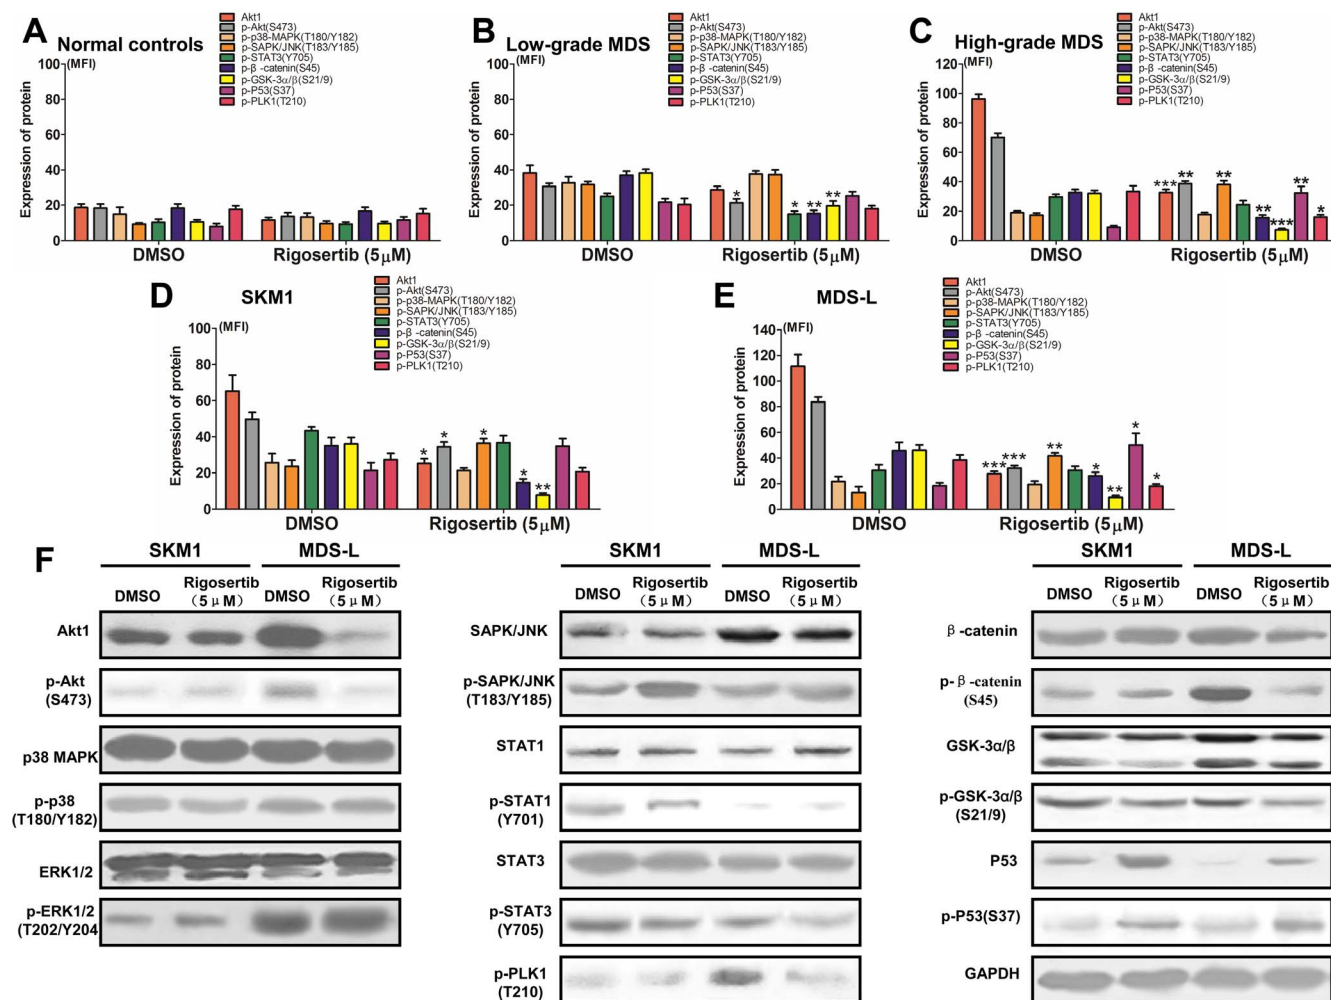 A
Normal controls
Akt1
p-Akt(S473)
p-p38-MAPK(T180/Y182)
p-SAPK/JNK(T183/Y185)
p-STAT3(Y705)
p-β -catenin(S45)
p-GSK-3α/β(S21/9)
p-P53(S37)
p-PLK1(T210)
(MFI)
Expression of protein
100
80
60
40
20
0
DMSO
Rigosertib (5μM)
B
Low-grade MDS
Akt1
p-Akt(S473)
p-p38-MAPK(T180/Y182)
p-SAPK/JNK(T183/Y185)
p-STAT3(Y705)
p-β -catenin(S45)
p-GSK-3α/β(S21/9)
p-P53(S37)
p-PLK1(T210)
(MFI)
Expression of protein
100
80
60
40
20
0
* * ** **
DMSO
Rigosertib (5μM)
C
High-grade MDS
Akt1
p-Akt(S473)
p-p38-MAPK(T180/Y182)
p-SAPK/JNK(T183/Y185)
p-STAT3(Y705)
p-β -catenin(S45)
p-GSK-3α/β(S21/9)
p-P53(S37)
p-PLK1(T210)
(MFI)
Expression of protein
120
100
80
60
40
20
0
*** ** ** ** *** ** *
DMSO
Rigosertib (5μM)
D
SKM1
Akt1
p-Akt(S473)
p-p38-MAPK(T180/Y182)
p-SAPK/JNK(T183/Y185)
p-STAT3(Y705)
p-β -catenin(S45)
p-GSK-3α/β(S21/9)
p-P53(S37)
p-PLK1(T210)
(MFI)
Expression of protein
100
80
60
40
20
0
* * * * **
DMSO
Rigosertib (5μM)
E
MDS-L
Akt1
p-Akt(S473)
p-p38-MAPK(T180/Y182)
p-SAPK/JNK(T183/Y185)
p-STAT3(Y705)
p-β -catenin(S45)
p-GSK-3α/β(S21/9)
p-P53(S37)
p-PLK1(T210)
(MFI)
Expression of protein
140
120
100
80
60
40
20
0
*** *** ** * ** * *
DMSO
Rigosertib (5μM)
F
SKM1 MDS-L
DMSO Rigosertib (5 μ M) DMSO Rigosertib (5 μ M)
Akt1
p-Akt
(S473)
p38 MAPK
p-p38
(T180/Y182)
ERK1/2
p-ERK1/2
(T202/Y204
SKM1 MDS-L
DMSO Rigosertib (5 μ M) DMSO Rigosertib (5 μ M)
SAPK/JNK
p-SAPK/JNK
(T183/Y185)
STAT1
p-STAT1
(Y701)
STAT3
p-STAT3
(Y705)
p-PLK1
(T210)
SKM1 MDS-L
DMSO Rigosertib (5 μ M) DMSO Rigosertib (5 μ M)
β -catenin
p- β -catenin
(S45)
GSK-3α/β
p-GSK-3α/β
(S21/9)
P53
p-P53(S37)
GAPDH